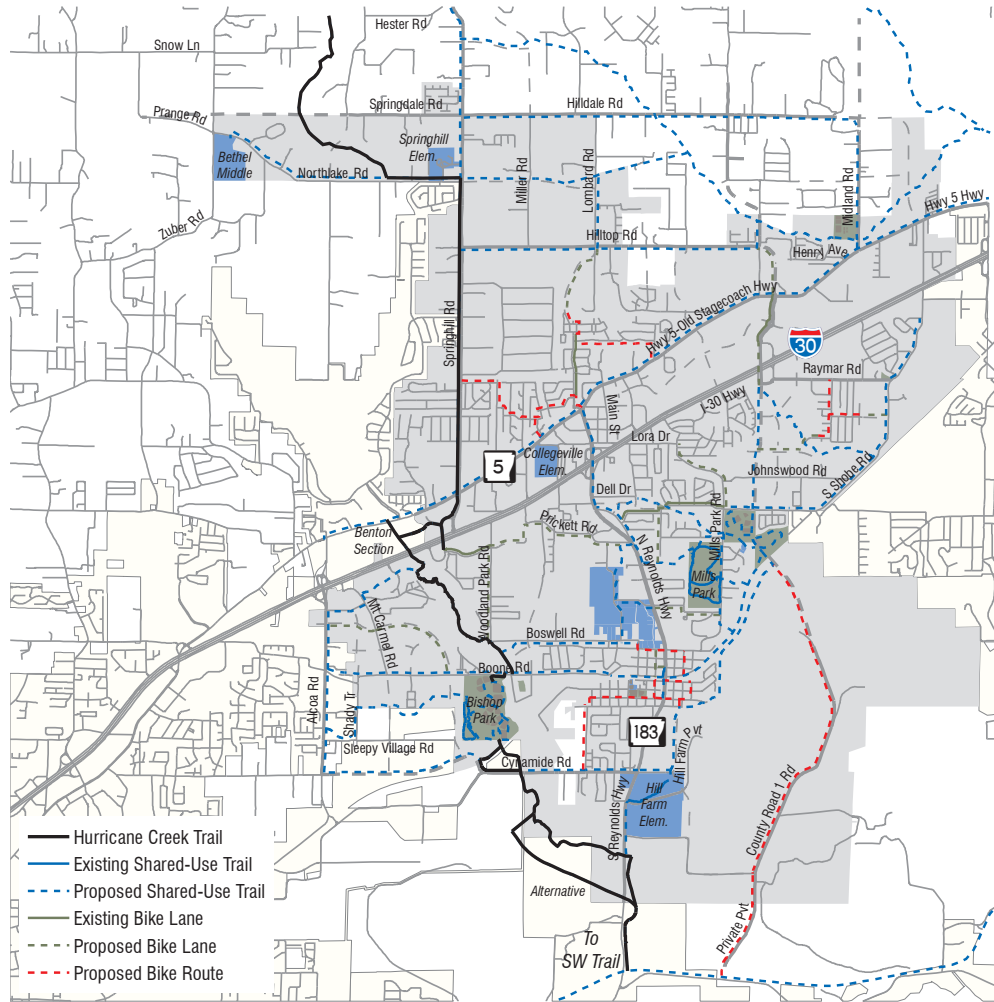 Hester Rd
Snow Ln
Springdale Rd
Hilldale Rd
Prange Rd
Springhill
Elem.
Bethel
Middle
Northlake Rd
Miller Rd
Lombard Rd
Midland Rd
Hwy 5 Hwy
Zuber Rd
Hilltop Rd
Henry Ave
Hwy 5-Old Stagecoach Hwy
Springhill Rd
30
Raymar Rd
I-30 Hwy
Main St
Lora Dr
5
Collegeville
Elem.
Johnswood Rd
S Shobe Rd
Dell Dr
Mills Park Rd
Prickett Rd
Benton
Section
N Reynolds Hwy
Mills
Park
Woodland Park Rd
Mt Carmel Rd
Boswell Rd
Boone Rd
Alcoa Rd
Shady Tr
Bishop
Park
183
Hill Farm Pvt
Sleepy Village Rd
Cynamide Rd
S Reynolds Hwy
Hill
Farm
Elem.
County Road 1 Rd
Hurricane Creek Trail
Existing Shared-Use Trail
Proposed Shared-Use Trail
Existing Bike Lane
Proposed Bike Lane
Proposed Bike Route
Alternative
To
SW Trail
Private Pvt